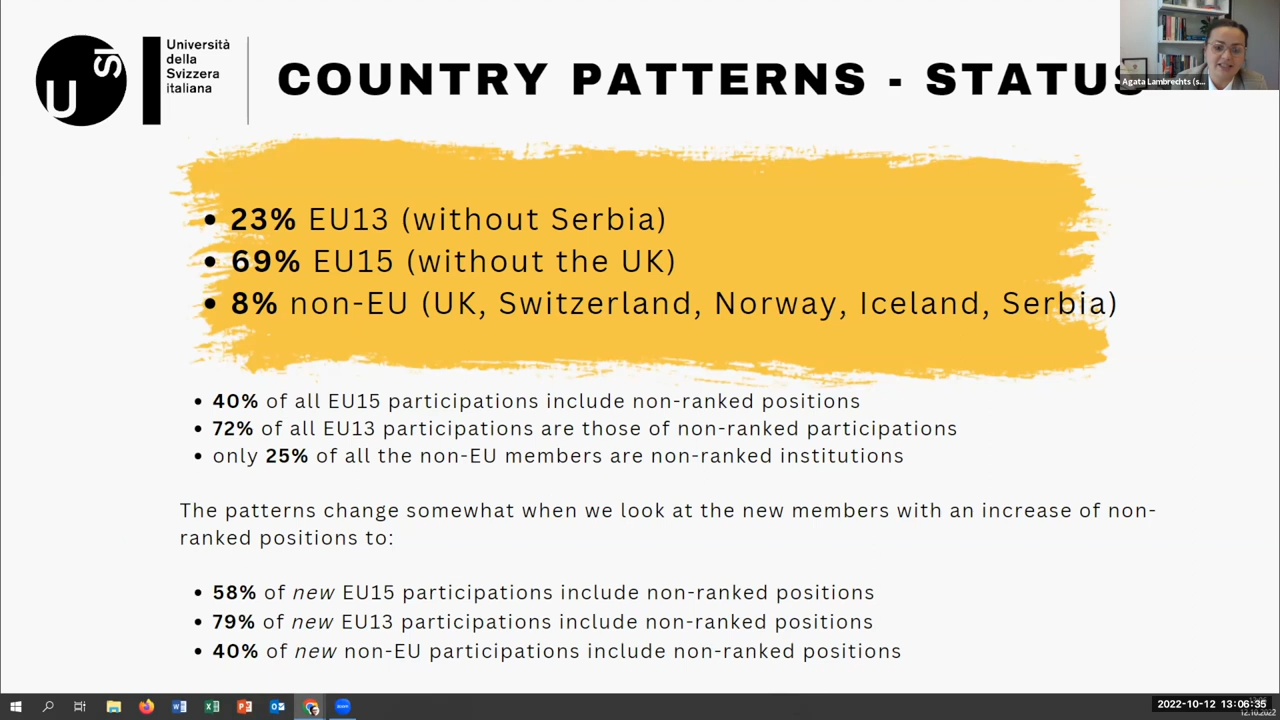 U
SI
Università
della
Svizzera
italiana
COUNTRY PATTERNS - STATUS
Agata Lambrechts (s...
• 23% EU13 (without Serbia)
• 69% EU15 (without the UK)
• 8% non-EU (UK, Switzerland, Norway, Iceland, Serbia)
• 40% of all EU15 participations include non-ranked positions
• 72% of all EU13 participations are those of non-ranked participations
• only 25% of all the non-EU members are non-ranked institutions
The patterns change somewhat when we look at the new members with an increase of non-
ranked positions to:
• 58% of new EU15 participations include non-ranked positions
• 79% of new EU13 participations include non-ranked positions
• 40% of new non-EU participations include non-ranked positions
zoom
2022-10-12 13:06:35
12.10.2022